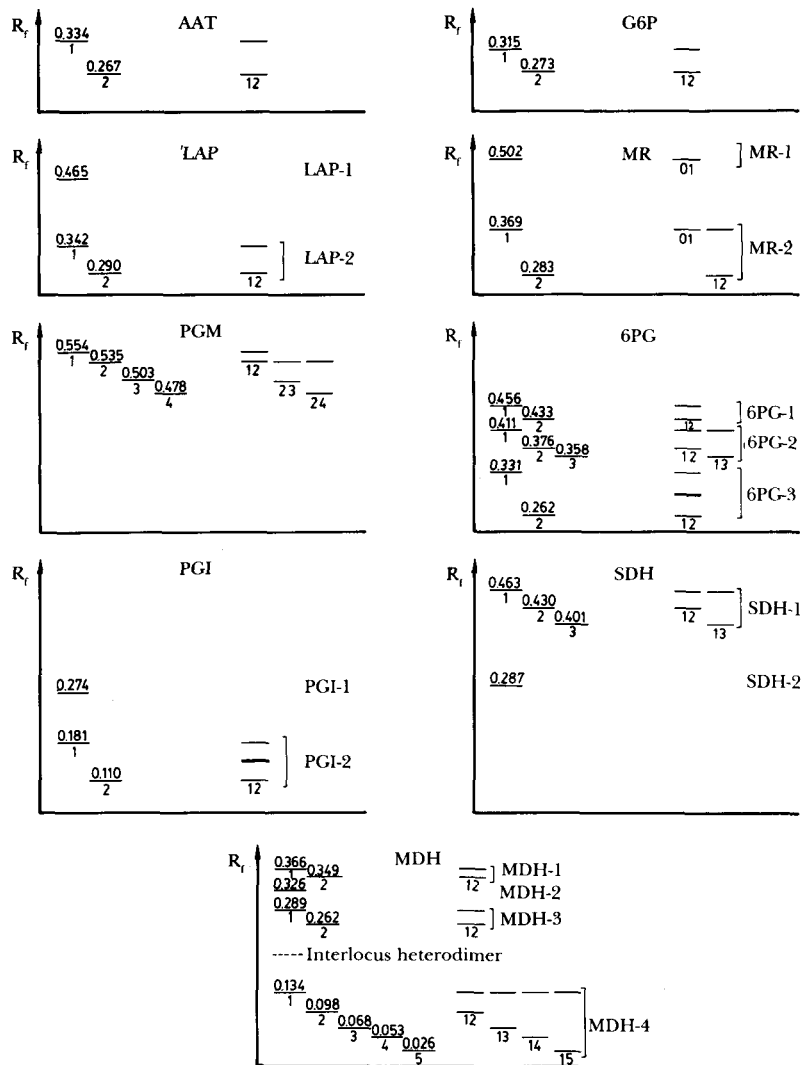 AAT
R_f
0.334
1
0.267
2
12
G6P
R_f
0.315
1
0.273
2
12
'LAP
R_f
0.465
LAP-1
0.342
1
0.290
2
12
LAP-2
MR
R_f
0.502
01
MR-1
0.369
1
01
0.283
2
12
MR-2
PGM
R_f
0.554
1
0.535
2
0.503
3
0.478
4
12
23
24
6PG
R_f
0.456
1
0.433
2
12
6PG-1
0.411
1
0.376
2
0.358
3
12
13
6PG-2
0.331
1
0.262
2
12
6PG-3
PGI
R_f
0.274
PGI-1
0.181
1
0.110
2
12
PGI-2
SDH
R_f
0.463
1
0.430
2
0.401
3
12
13
SDH-1
0.287
SDH-2
MDH
R_f
0.366
1
0.349
2
12
MDH-1
0.326
MDH-2
0.289
1
0.262
2
12
MDH-3
Interlocus heterodimer
0.134
1
0.098
2
0.068
3
0.053
4
0.026
5
12
13
14
15
MDH-4